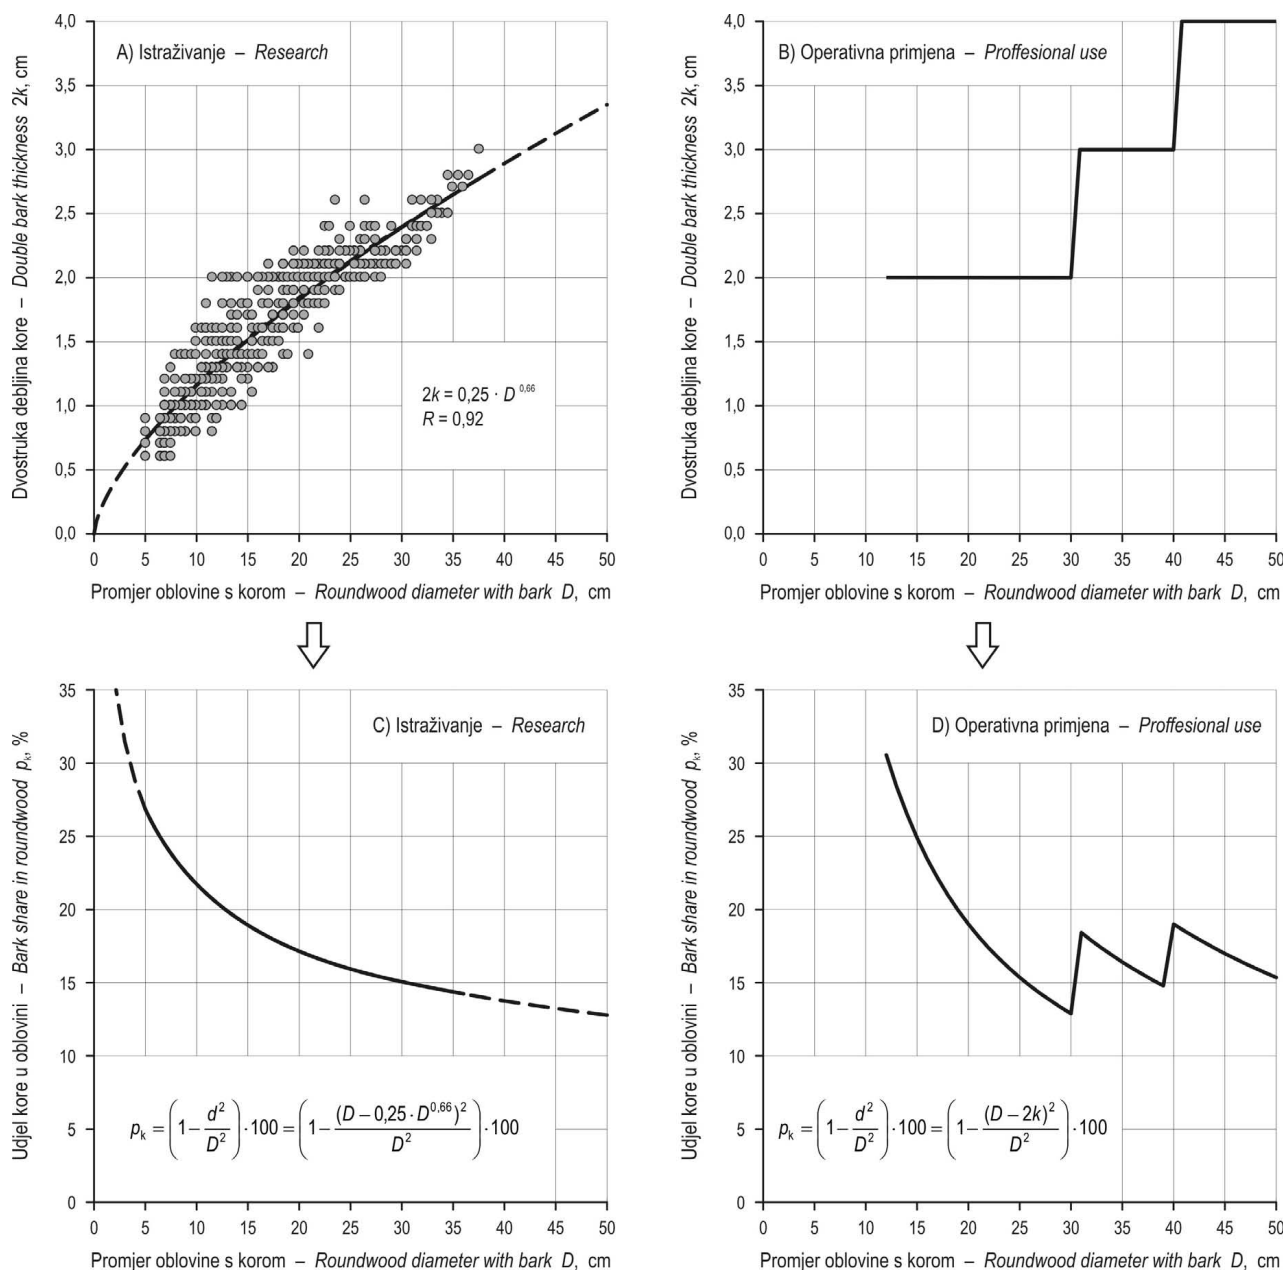 A) Istraživanje – Research
Dvostruka debljina kore – Double bark thickness 2k, cm
4,0
3,5
3,0
2,5
2,0
1,5
1,0
0,5
0,0
2k = 0,25 · D^0,66
R = 0,92
0 5 10 15 20 25 30 35 40 45 50
Promjer oblovine s korom – Roundwood diameter with bark D, cm
B) Operativna primjena – Proffesional use
Dvostruka debljina kore – Double bark thickness 2k, cm
4,0
3,5
3,0
2,5
2,0
1,5
1,0
0,5
0,0
0 5 10 15 20 25 30 35 40 45 50
Promjer oblovine s korom – Roundwood diameter with bark D, cm
C) Istraživanje – Research
Udjel kore u oblovini – Bark share in roundwood pk, %
35
30
25
20
15
10
5
0
pk = (1 − d²/D²) · 100 = (1 − (D − 0,25 · D^0,66)²/D²) · 100
0 5 10 15 20 25 30 35 40 45 50
Promjer oblovine s korom – Roundwood diameter with bark D, cm
D) Operativna primjena – Proffesional use
Udjel kore u oblovini – Bark share in roundwood pk, %
35
30
25
20
15
10
5
0
pk = (1 − d²/D²) · 100 = (1 − (D − 2k)²/D²) · 100
0 5 10 15 20 25 30 35 40 45 50
Promjer oblovine s korom – Roundwood diameter with bark D, cm